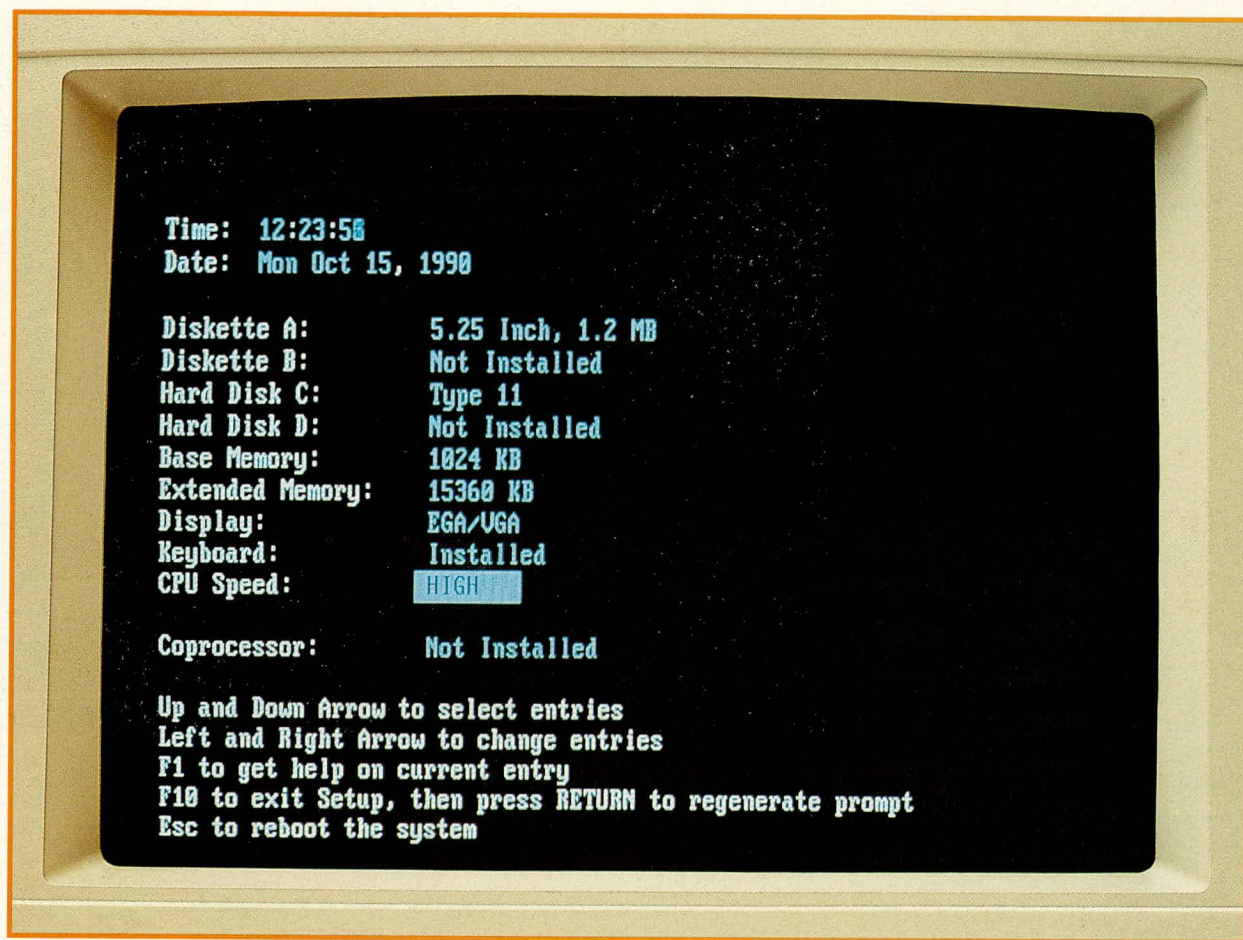 Time: 12:23:5
Date: Mon Oct 15, 1990
Diskette A: 5.25 Inch, 1.2 MB
Diskette B: Not Installed
Hard Disk C: Type 11
Hard Disk D: Not Installed
Base Memory: 1024 KB
Extended Memory: 15360 KB
Display: EGA/VGA
Keyboard: Installed
CPU Speed: HIGH
Coprocessor: Not Installed
Up and Down Arrow to select entries
Left and Right Arrow to change entries
F1 to get help on current entry
F10 to exit Setup, then press RETURN to regenerate prompt
Esc to reboot the system